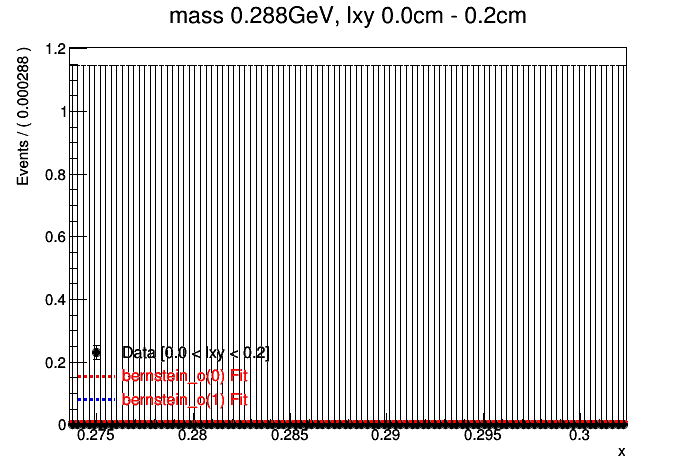 mass 0.288GeV, lxy 0.0cm - 0.2cm
Events / ( 0.000288 )
1.2
1
0.8
0.6
0.4
0.2
0
Data [0.0 < lxy < 0.2]
bernstein_o(0) Fit
bernstein_o(1) Fit
0.275 0.28 0.285 0.29 0.295 0.3
x